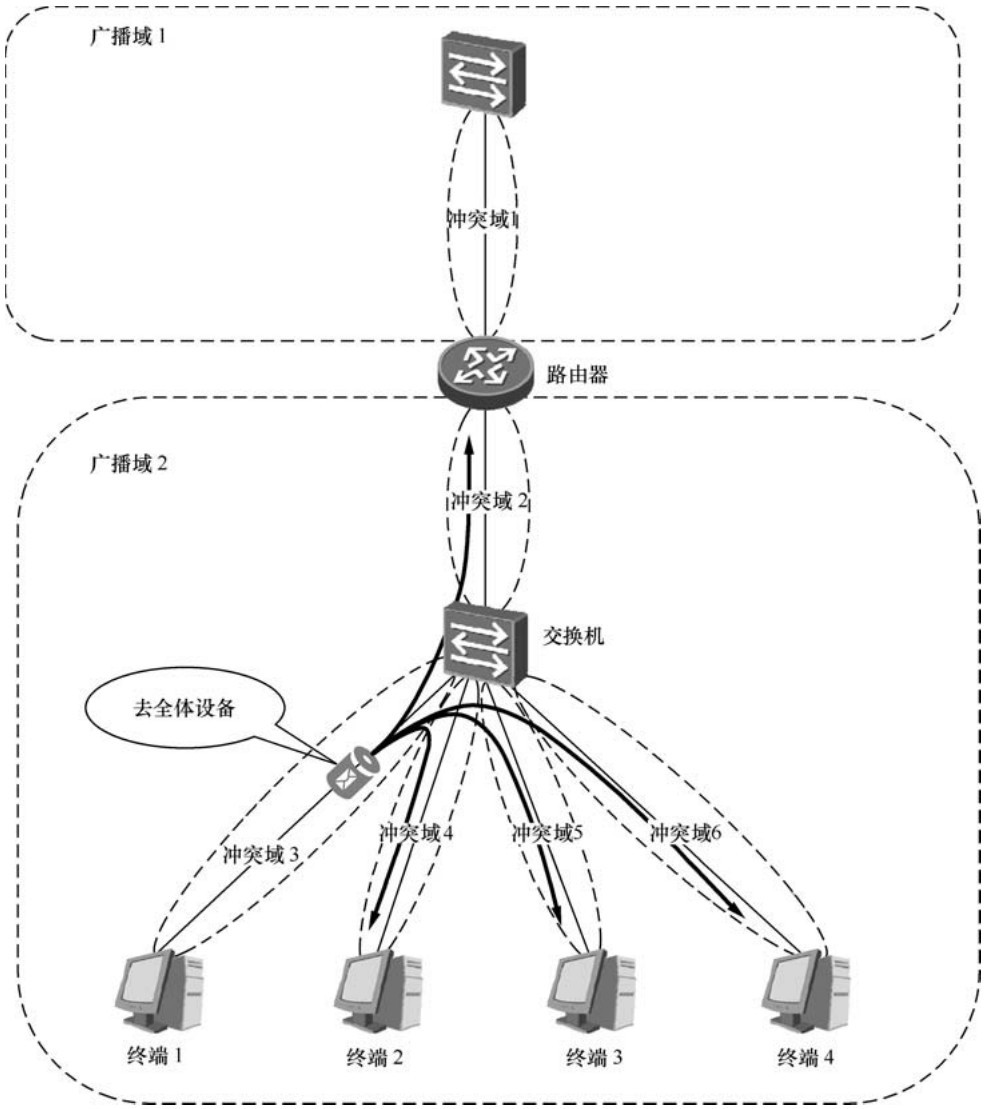 广播域 1
冲突域1
路由器
广播域 2
冲突域 2
交换机
去全体设备
冲突域 3
冲突域 4
冲突域5
冲突域6
终端 1
终端 2
终端 3
终端 4